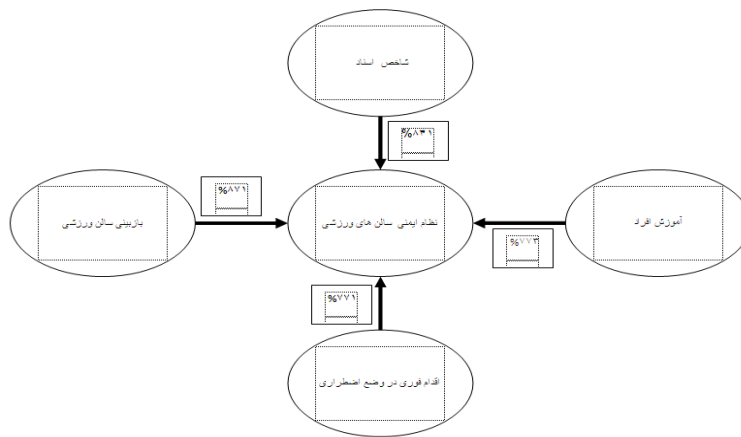 شاخص اسناد
%۸۳۱
%۸۷۱
بازبینی سالن ورزشی
نظام ایمنی سالن های ورزشی
آموزش افراد
%۷۷۳
%۷۷۱
اقدام فوری در وضع اضطراری